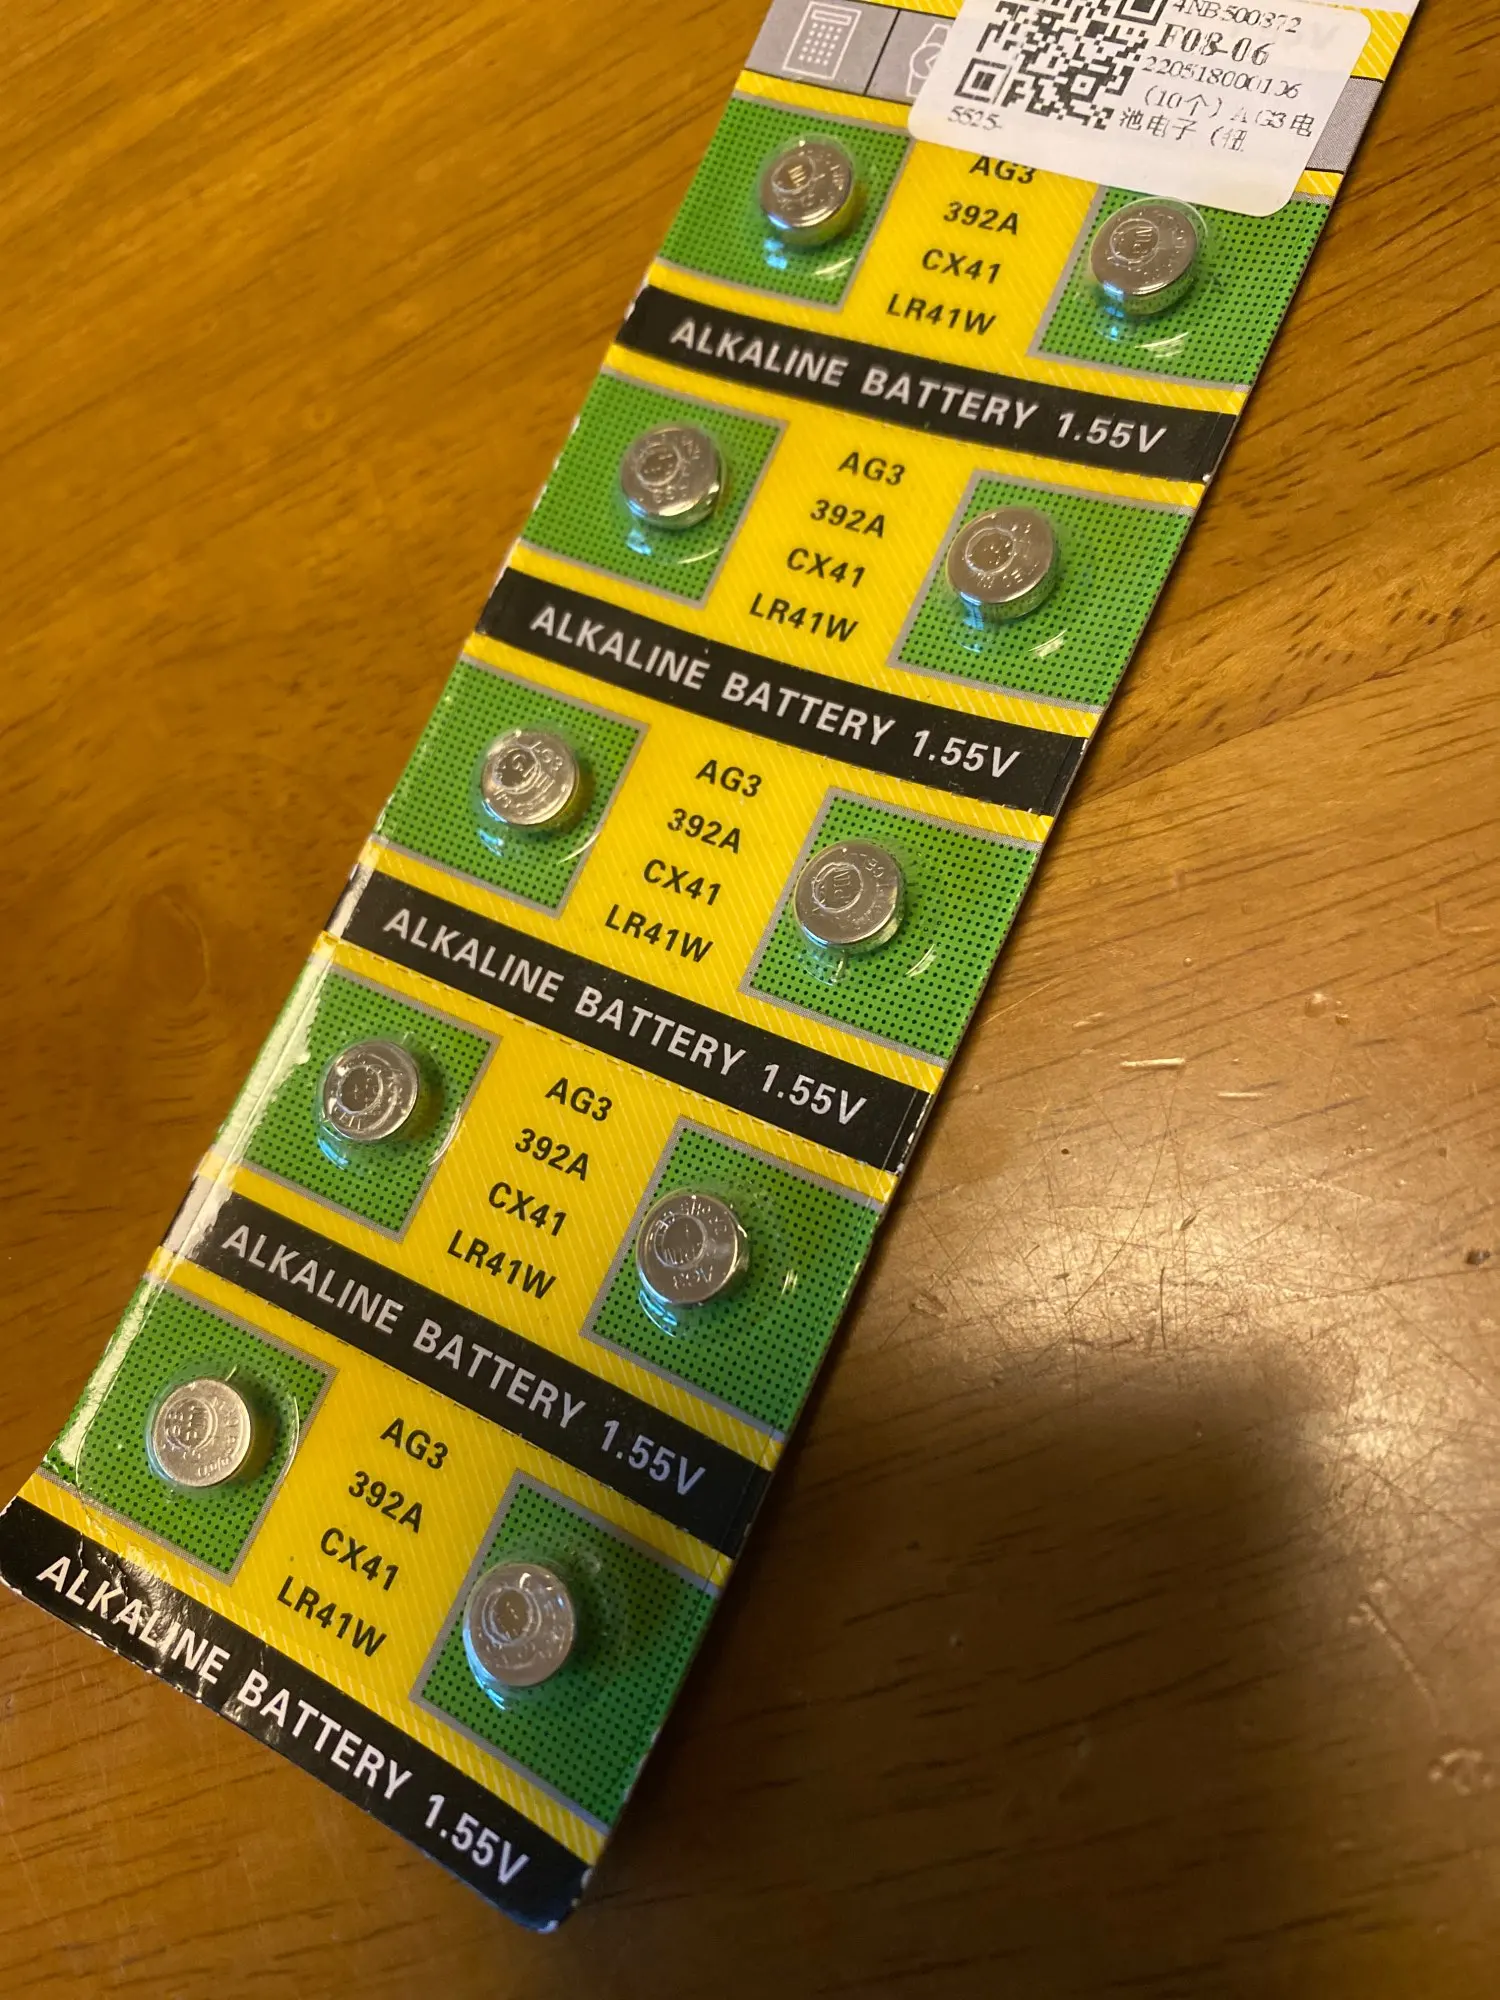 4NB500872
F08-06
220518000106
(10个) AG3电
池电子 (钮
5525-
AG3
392A
CX41
LR41W
ALKALINE BATTERY 1.55V
AG3
392A
CX41
LR41W
ALKALINE BATTERY 1.55V
AG3
392A
CX41
LR41W
ALKALINE BATTERY 1.55V
AG3
392A
CX41
LR41W
ALKALINE BATTERY 1.55V
AG3
392A
CX41
LR41W
ALKALINE BATTERY 1.55V